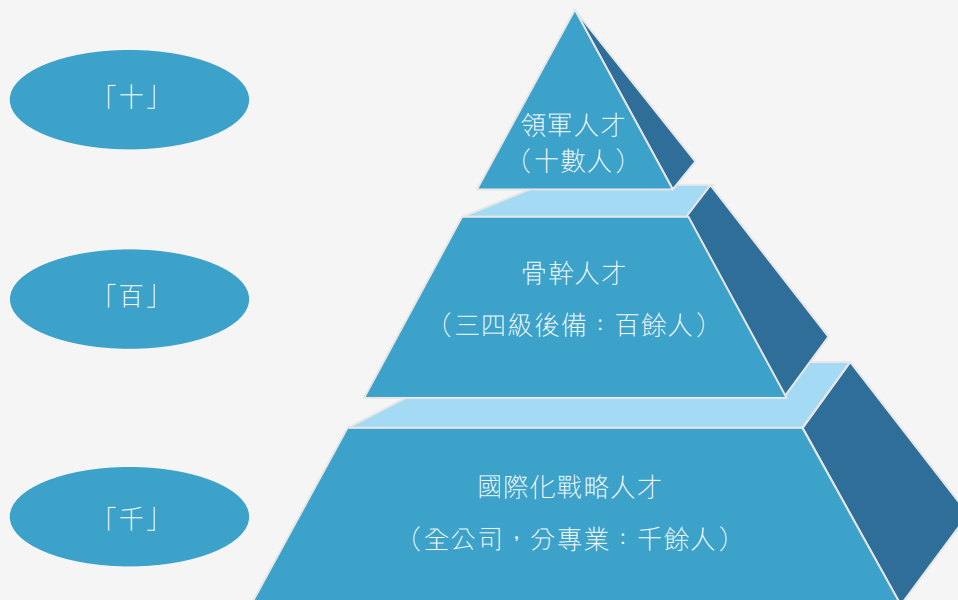 「十」
領軍人才
（十數人）
「百」
骨幹人才
（三四級後備：百餘人）
「千」
國際化戰略人才
（全公司，分專業：千餘人）